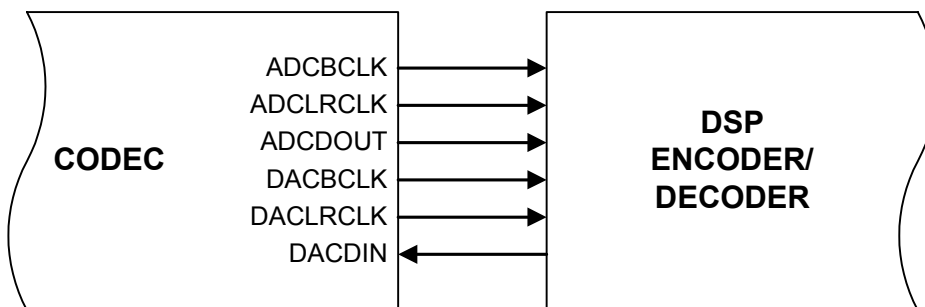 CODEC
ADCBCLK
ADCLRCLK
ADCDOUT
DACBCLK
DACLRCLK
DACDIN
DSP
ENCODER/
DECODER